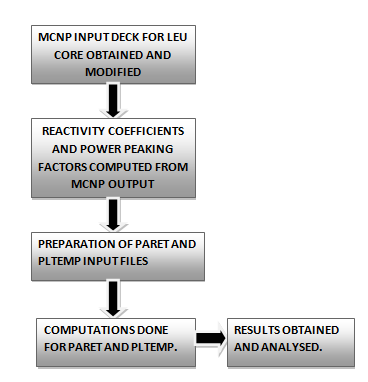 MCNP INPUT DECK FOR LEU
CORE OBTAINED AND
MODIFIED
REACTIVITY COEFFICIENTS
AND POWER PEAKING
FACTORS COMPUTED FROM
MCNP OUTPUT
PREPARATION OF PARET AND
PLTEMP INPUT FILES
COMPUTATIONS DONE
FOR PARET AND PLTEMP.
RESULTS OBTAINED
AND ANALYSED.